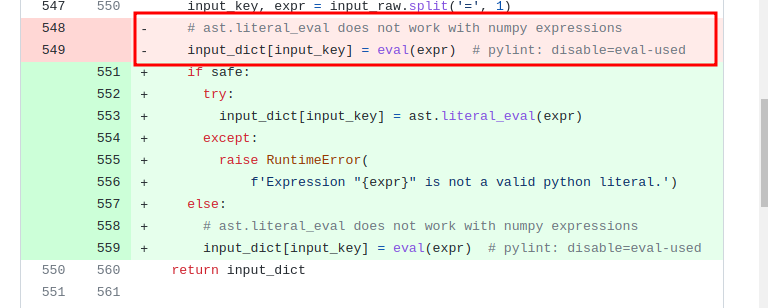 547 550 input_key, expr = input_raw.split('=', 1)
548 - # ast.literal_eval does not work with numpy expressions
549 - input_dict[input_key] = eval(expr)  # pylint: disable=eval-used
551 + if safe:
552 + try:
553 + input_dict[input_key] = ast.literal_eval(expr)
554 + except:
555 + raise RuntimeError(
556 + f'Expression "{expr}" is not a valid python literal.')
557 + else:
558 + # ast.literal_eval does not work with numpy expressions
559 + input_dict[input_key] = eval(expr)  # pylint: disable=eval-used
550 560 return input_dict
551 561